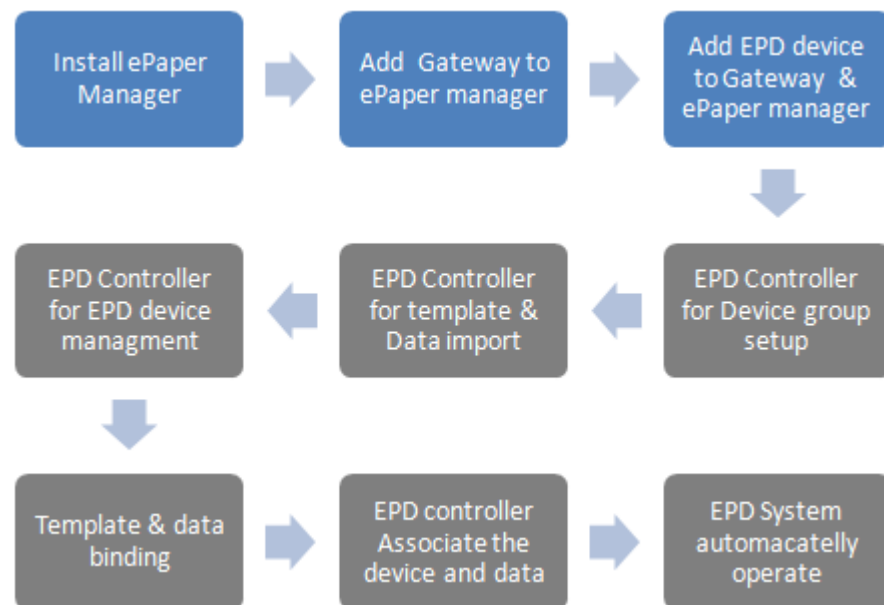 Install ePaper
Manager
Add Gateway to
ePaper manager
Add EPD device
to Gateway &
ePaper manager
EPD Controller
for EPD device
managment
EPD Controller
for template &
Data import
EPD Controller
for Device group
setup
Template & data
binding
EPD controller
Associate the
device and data
EPD System
automacatelly
operate